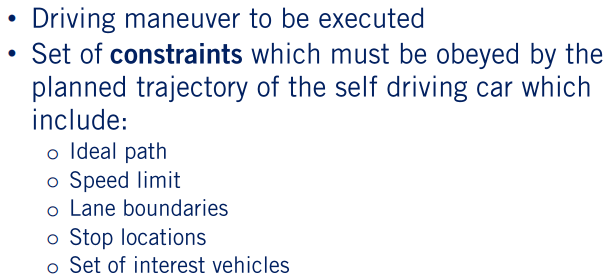 • Driving maneuver to be executed
• Set of constraints which must be obeyed by the
planned trajectory of the self driving car which
include:
o Ideal path
o Speed limit
o Lane boundaries
o Stop locations
o Set of interest vehicles